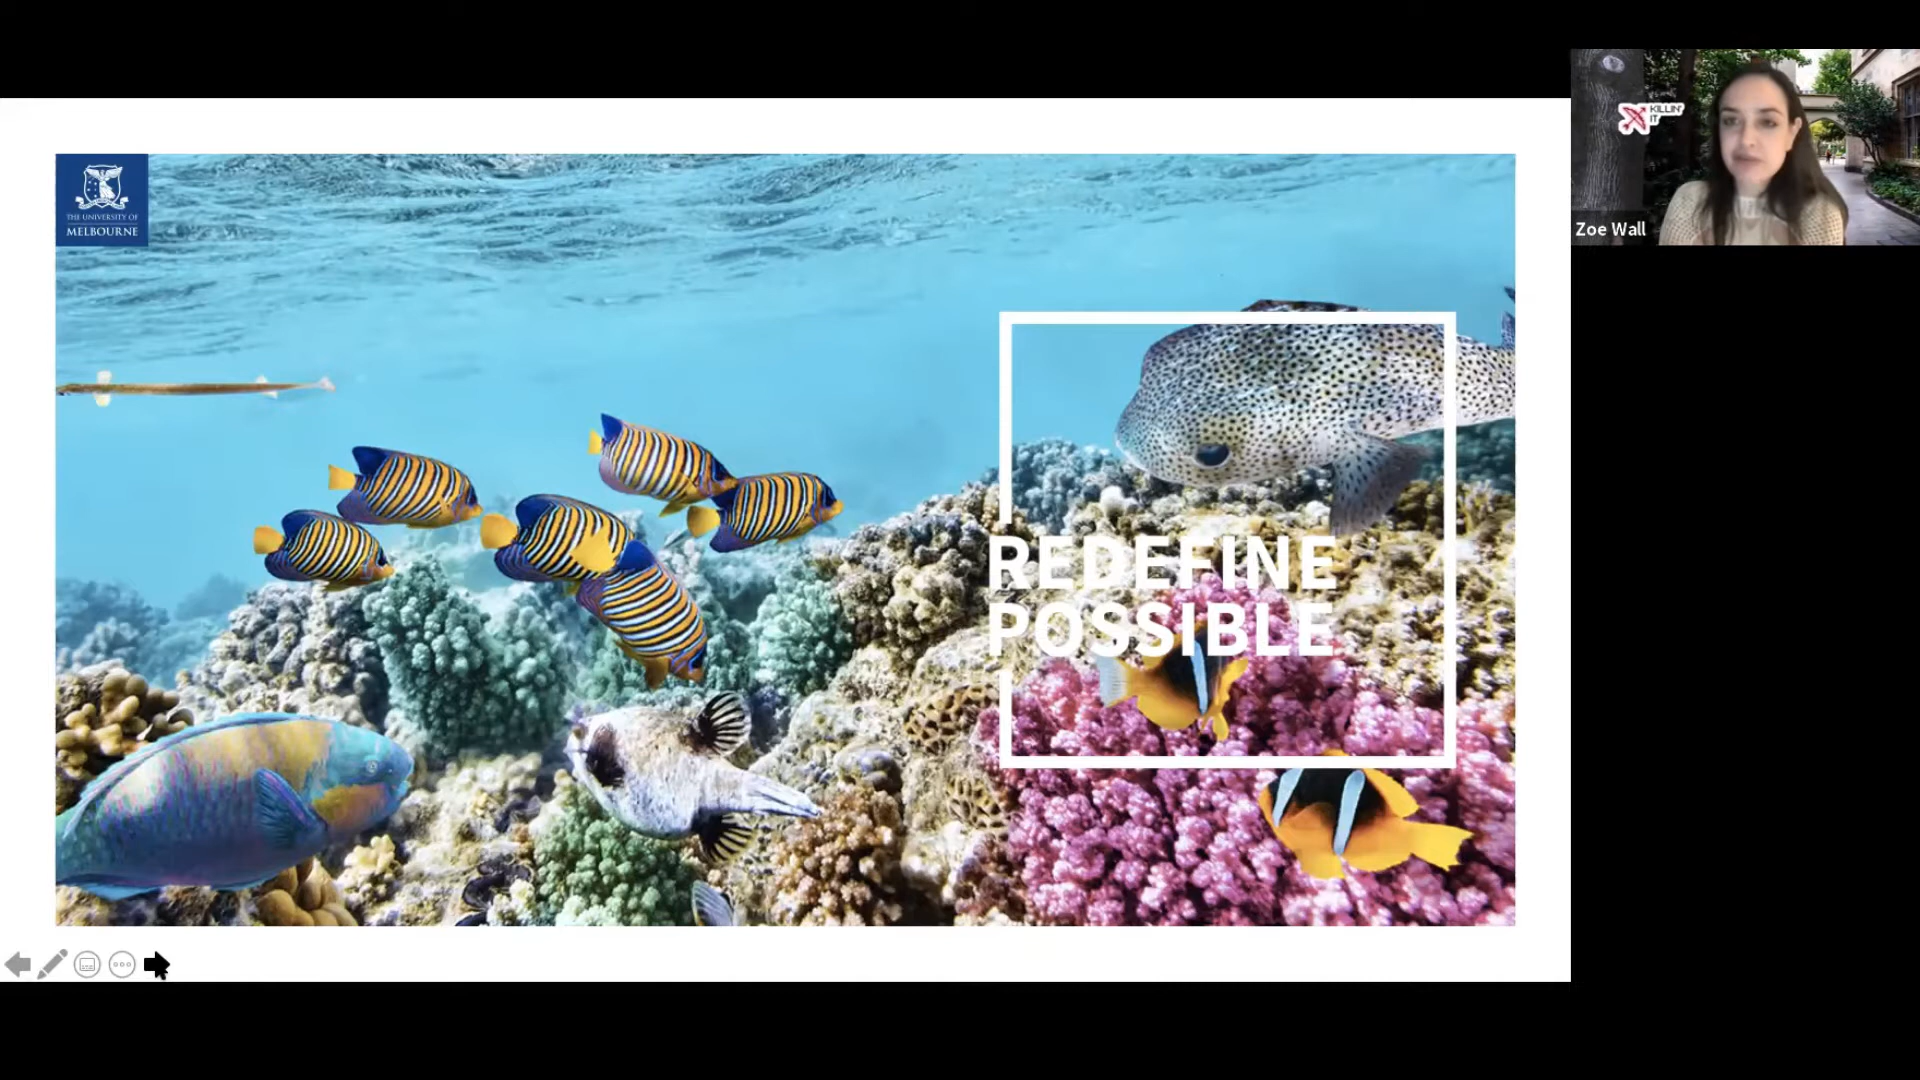 THE UNIVERSITY OF
MELBOURNE
REDEFINE
POSSIBLE
KILLIN'
IT
Zoe Wall